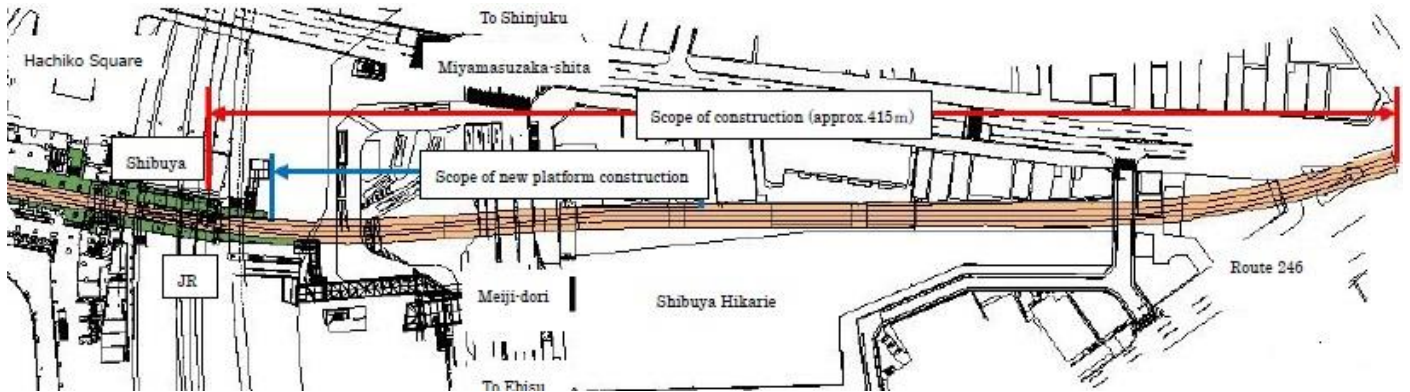 To Shinjuku
Hachiko Square
Miyamasuzaka-shita
Scope of construction (approx.415m)
Shibuya
Scope of new platform construction
JR
Meiji-dori
Shibuya Hikarie
Route 246
To Ebisu